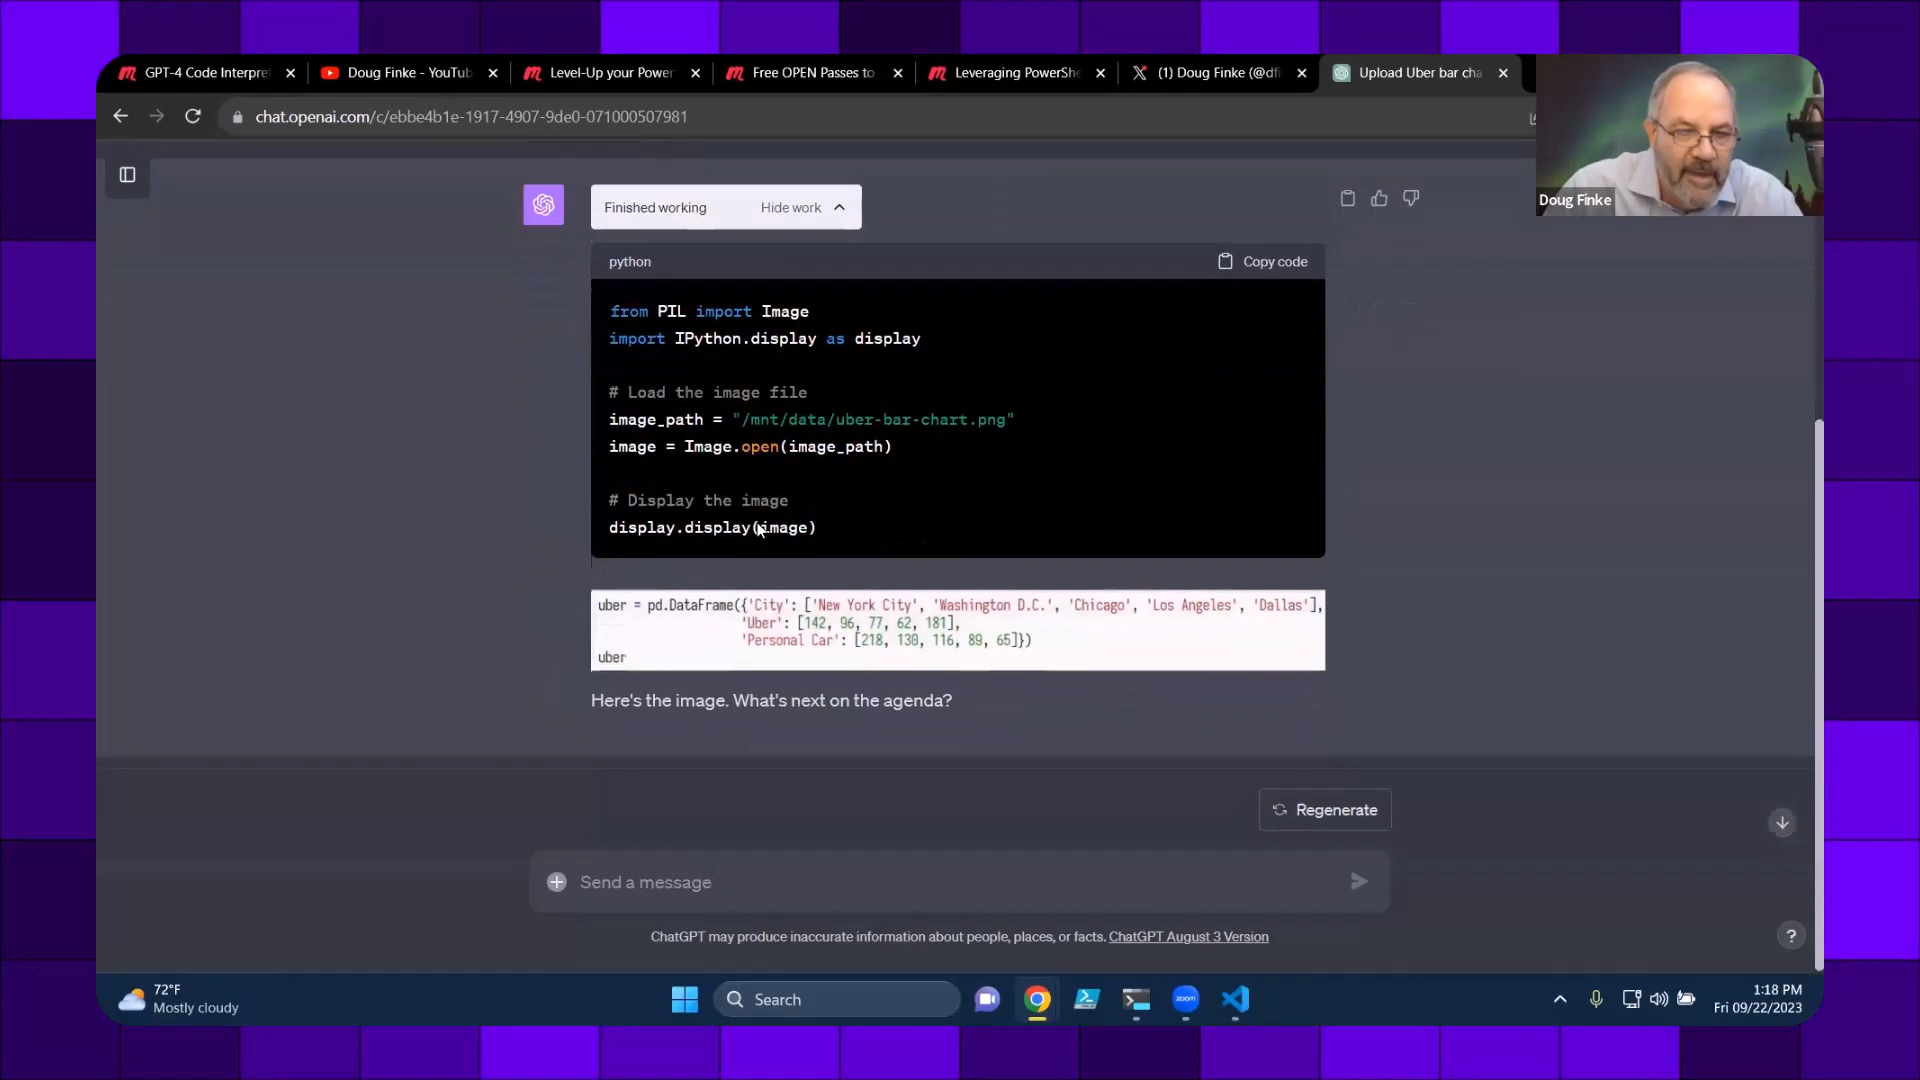 GPT-4 Code Interpret
Doug Finke - YouTub
Level-Up your Power
Free OPEN Passes to
Leveraging PowerShe
(1) Doug Finke (@dfi
Upload Uber bar cha
chat.openai.com/c/ebbe4b1e-1917-4907-9de0-071000507981
Doug Finke
Finished working Hide work
python Copy code
from PIL import Image
import IPython.display as display
# Load the image file
image_path = "/mnt/data/uber-bar-chart.png"
image = Image.open(image_path)
# Display the image
display.display(image)
uber = pd.DataFrame({'City': ['New York City', 'Washington D.C.', 'Chicago', 'Los Angeles', 'Dallas'],
'Uber': [142, 96, 77, 62, 181],
'Personal Car': [218, 130, 116, 89, 65]})
uber
Here's the image. What's next on the agenda?
Regenerate
Send a message
ChatGPT may produce inaccurate information about people, places, or facts. ChatGPT August 3 Version
?
72°F
Mostly cloudy
Search
zoom
1:18 PM
Fri 09/22/2023